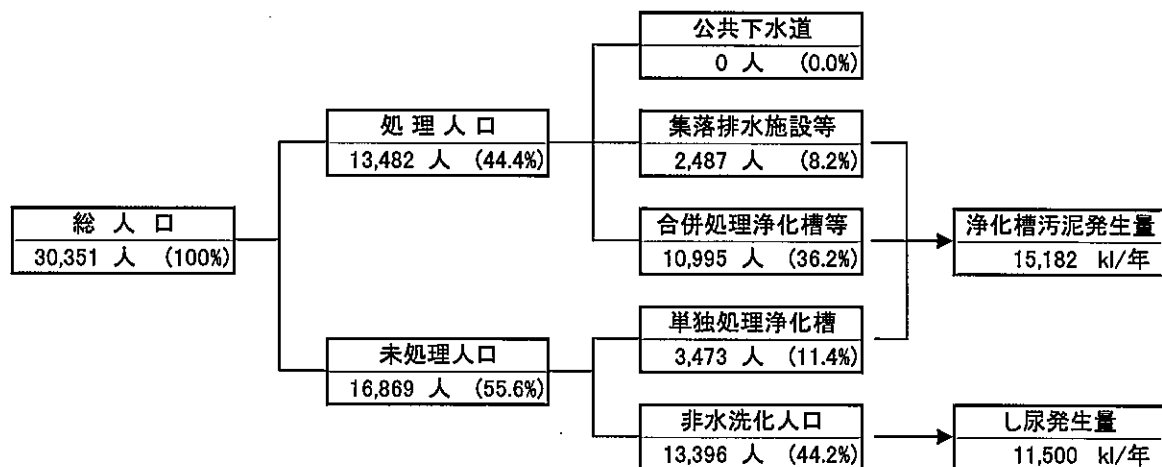 公共下水道
0 人 (0.0%)
処 理 人 口
13,482 人 (44.4%)
集落排水施設等
2,487 人 (8.2%)
総 人 口
30,351 人 (100%)
合併処理浄化槽等
10,995 人 (36.2%)
浄化槽汚泥発生量
15,182 kl/年
未処理人口
16,869 人 (55.6%)
単独処理浄化槽
3,473 人 (11.4%)
非水洗化人口
13,396 人 (44.2%)
し尿発生量
11,500 kl/年